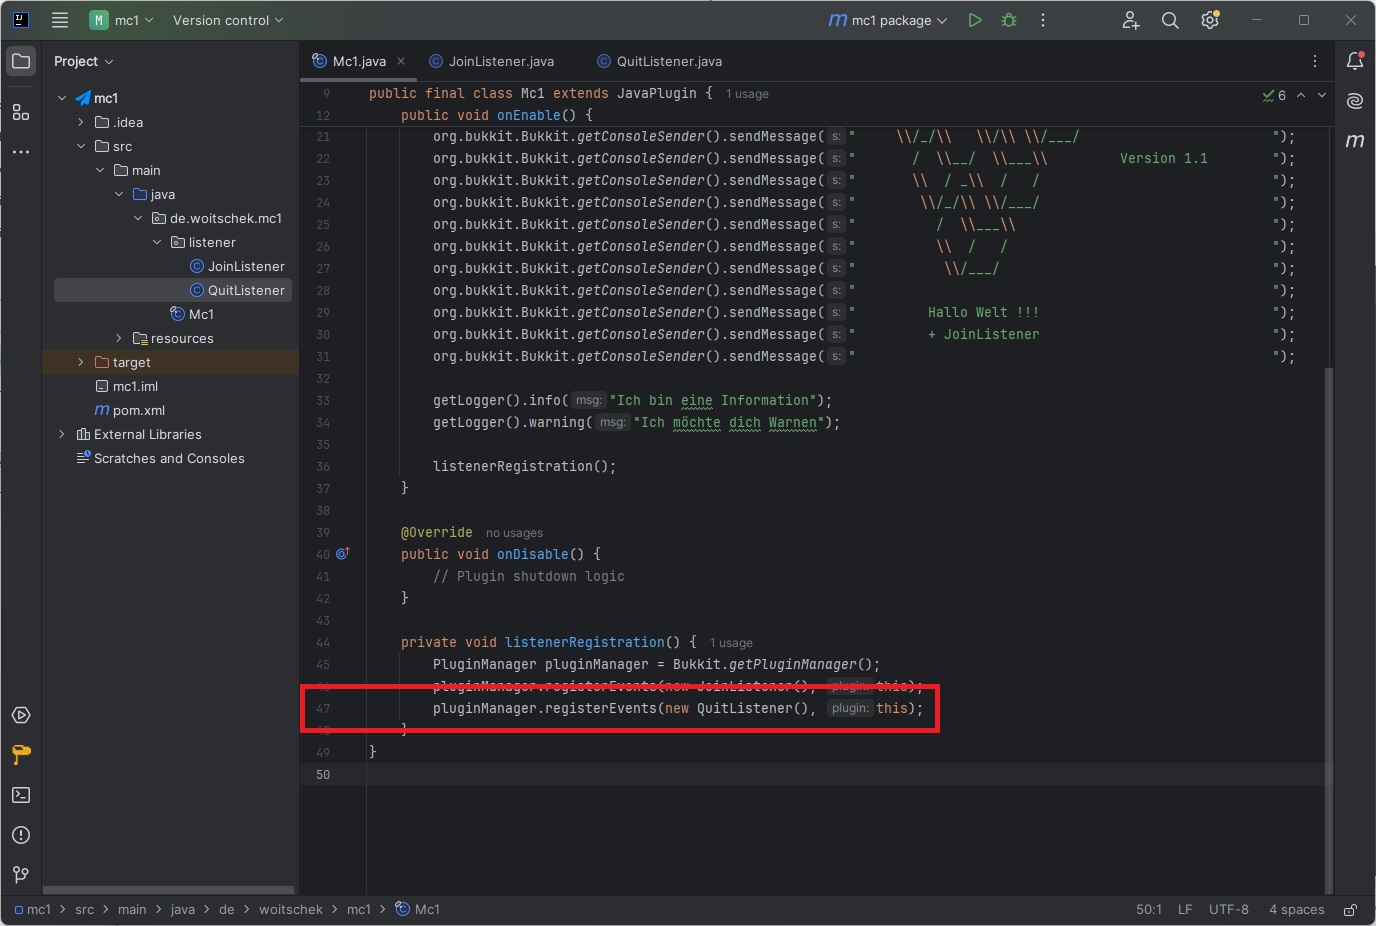 M mc1 Version control m mc1 package
Project
Mc1.java JoinListener.java QuitListener.java
mc1
.idea
src
main
java
de.woitschek.mc1
listener
JoinListener
QuitListener
Mc1
resources
target
mc1.iml
m pom.xml
External Libraries
Scratches and Consoles
6
9 public final class Mc1 extends JavaPlugin { 1 usage
12 public void onEnable() {
21 org.bukkit.Bukkit.getConsoleSender().sendMessage( s: " \\/_/\\ \\/\\ \\/___/ ");
22 org.bukkit.Bukkit.getConsoleSender().sendMessage( s: " / \\__/ \\___\\ Version 1.1 ");
23 org.bukkit.Bukkit.getConsoleSender().sendMessage( s: " \\ / _\\ / / ");
24 org.bukkit.Bukkit.getConsoleSender().sendMessage( s: " \\/_/\\ \\/___/ ");
25 org.bukkit.Bukkit.getConsoleSender().sendMessage( s: " / \\___\\ ");
26 org.bukkit.Bukkit.getConsoleSender().sendMessage( s: " \\ / / ");
27 org.bukkit.Bukkit.getConsoleSender().sendMessage( s: " \\/___/ ");
28 org.bukkit.Bukkit.getConsoleSender().sendMessage( s: " ");
29 org.bukkit.Bukkit.getConsoleSender().sendMessage( s: " Hallo Welt !!! ");
30 org.bukkit.Bukkit.getConsoleSender().sendMessage( s: " + JoinListener ");
31 org.bukkit.Bukkit.getConsoleSender().sendMessage( s: " ");
32
33 getLogger().info( msg: "Ich bin eine Information");
34 getLogger().warning( msg: "Ich möchte dich Warnen");
35
36 listenerRegistration();
37 }
38
39 @Override no usages
40 public void onDisable() {
41 // Plugin shutdown logic
42 }
43
44 private void listenerRegistration() { 1 usage
45 PluginManager pluginManager = Bukkit.getPluginManager();
46 pluginManager.registerEvents(new JoinListener(), plugin: this);
47 pluginManager.registerEvents(new QuitListener(), plugin: this);
48 }
49 }
50
mc1 > src > main > java > de > woitschek > mc1 > Mc1
50:1 LF UTF-8 4 spaces